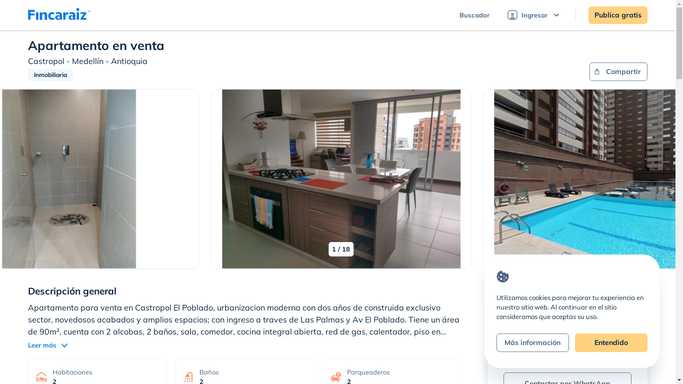 Fincaraiz
Buscador
Ingresar
Publica gratis
Apartamento en venta
Castropol - Medellín - Antioquia
Inmobiliaria
Compartir
1 / 18
Descripción general
Apartamento para venta en Castropol El Poblado, urbanizacion moderna con dos años de construida exclusivo
sector, novedosos acabados y amplios espacios; con ingreso a traves de Las Palmas y Av El Poblado. Tiene un área
de 90m², cuenta con 2 alcobas, 2 baños, sala, comedor, cocina integral abierta, red de gas, calentador, piso en...
Leer más
Habitaciones
2
Baños
2
Parqueaderos
2
Utilizamos cookies para mejorar tu experiencia en
nuestro sitio web. Al continuar en el sitio
consideramos que aceptas su uso.
Más información
Entendido
Contactar por WhatsApp